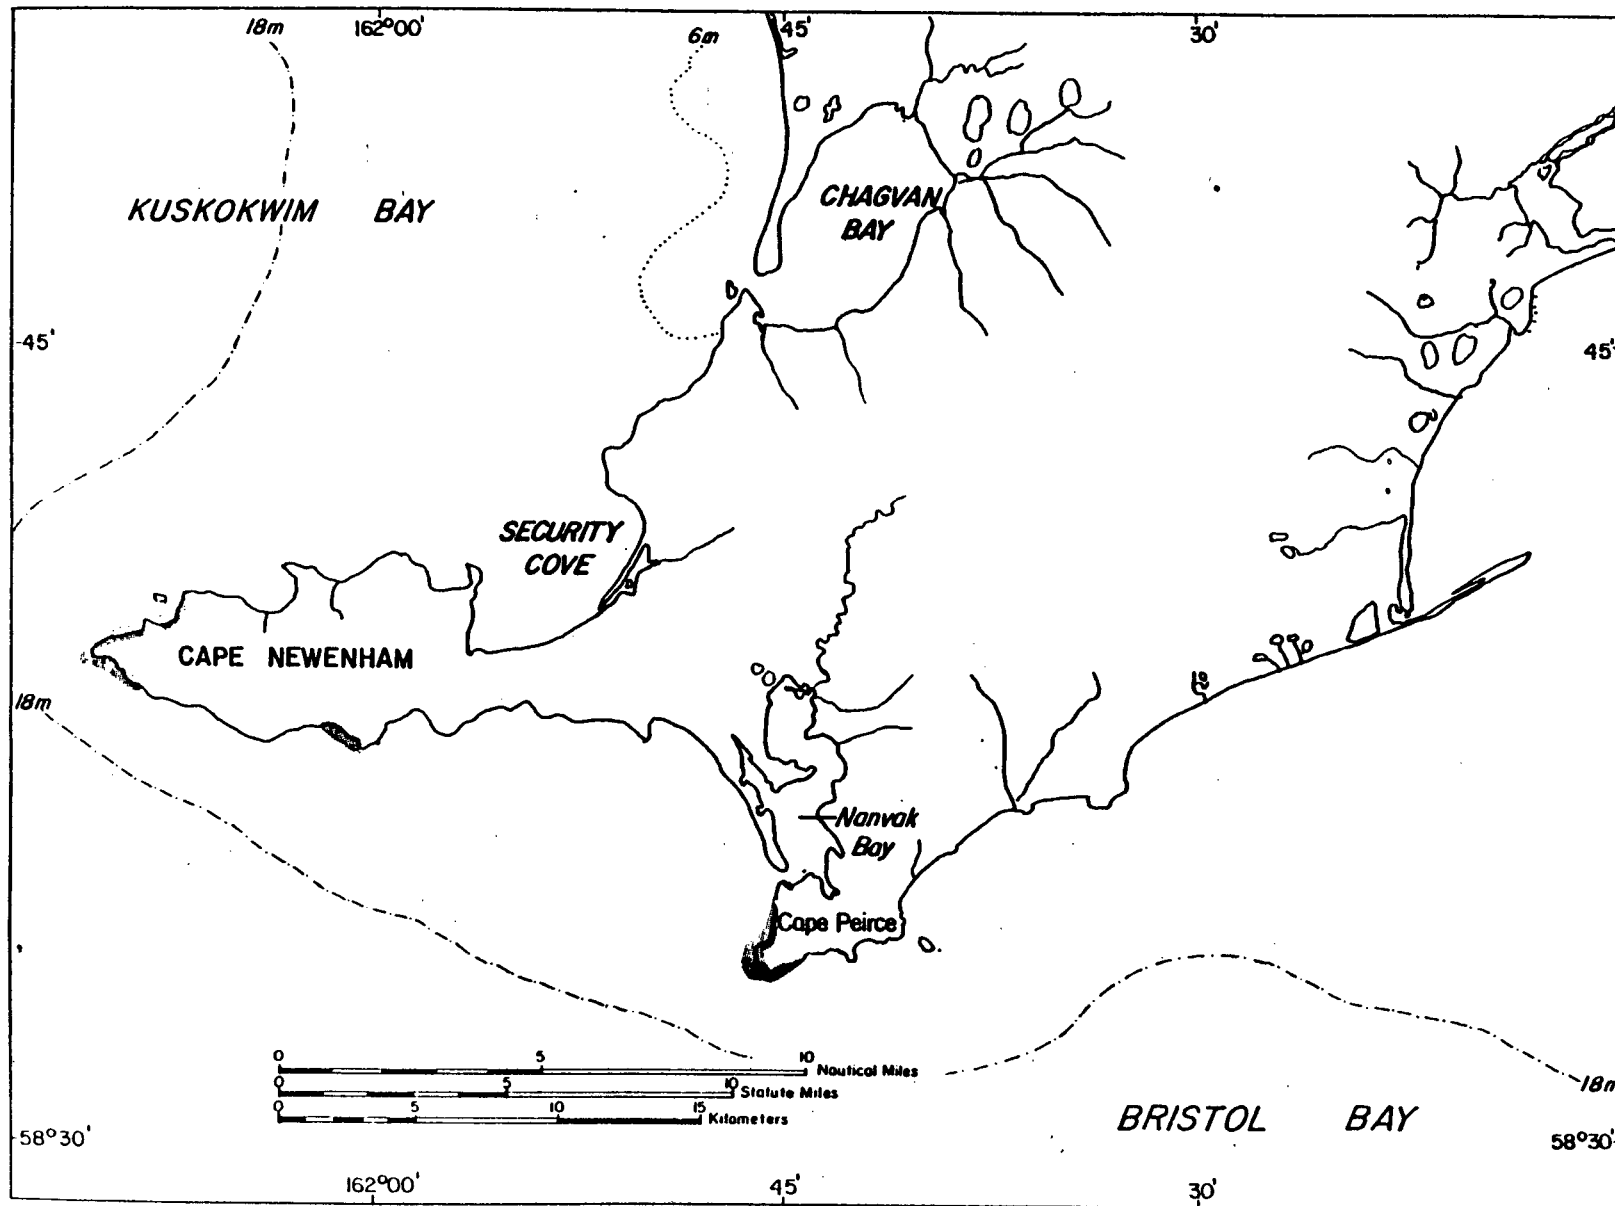 18m
162°00'
6m
45'
30'
KUSKOKWIM BAY
CHAGVAN
BAY
45'
45'
SECURITY
COVE
CAPE NEWENHAM
18m
Nanvak
Bay
Cape Peirce
0 5 10
Nautical Miles
0 5 10
Statute Miles
0 5 10 15
Kilometers
18m
BRISTOL BAY
58°30'
58°30'
162°00'
45'
30'